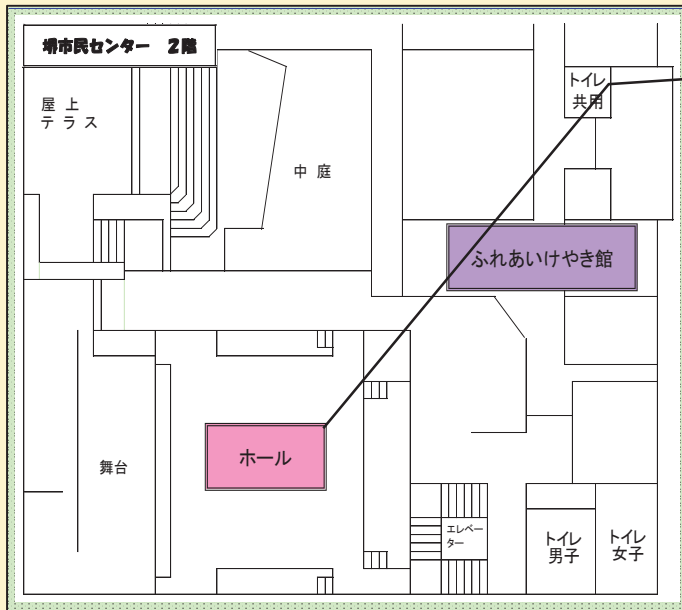 堺市民センター ２階
屋上
テラス
中庭
トイレ
共用
ふれあいけやき館
ホール
舞台
エレベー
ター
トイレ
男子
トイレ
女子